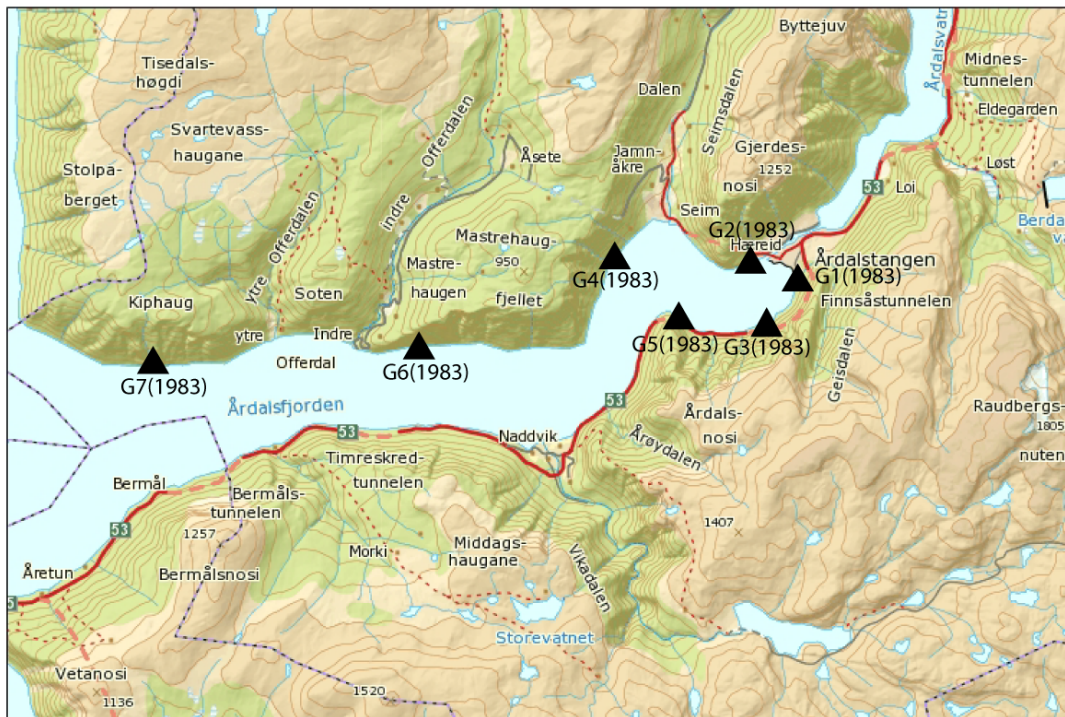 Byttejuv
Tisedals-
høgdi
Årdalsvatn
Midnes-
tunnelen
Dalen
Eldegarden
Svartevass-
haugane
Offerdalen
Seimsdalen
Stolpa-
berget
Åsete
Jamn-
åkre
Gjerdes-
1252
nosi
Løst
53
Loi
indre
Seim
Berda
va
Offerdalen
ytre
Mastrehaug-
950
fjellet
G2(1983)
Hæreid
Årdalstangen
G1(1983)
Mastre-
haugen
G4(1983)
Kiphaug
Soten
Finnsåstunnelen
ytre
Indre
Offerdal
G5(1983)
G3(1983)
G7(1983)
G6(1983)
Geisdalen
Årdalsfjorden
53
Årdals-
nosi
Raudbergs-
1805
nuten
53
Naddvik
Årøydalen
Timreskred-
tunnelen
Bermål
Bermåls-
tunnelen
1257
53
1407
Morki
Middags-
haugane
Vikadalen
Åretun
Bermålsnosi
Storevatnet
Vetanosi
1136
1520